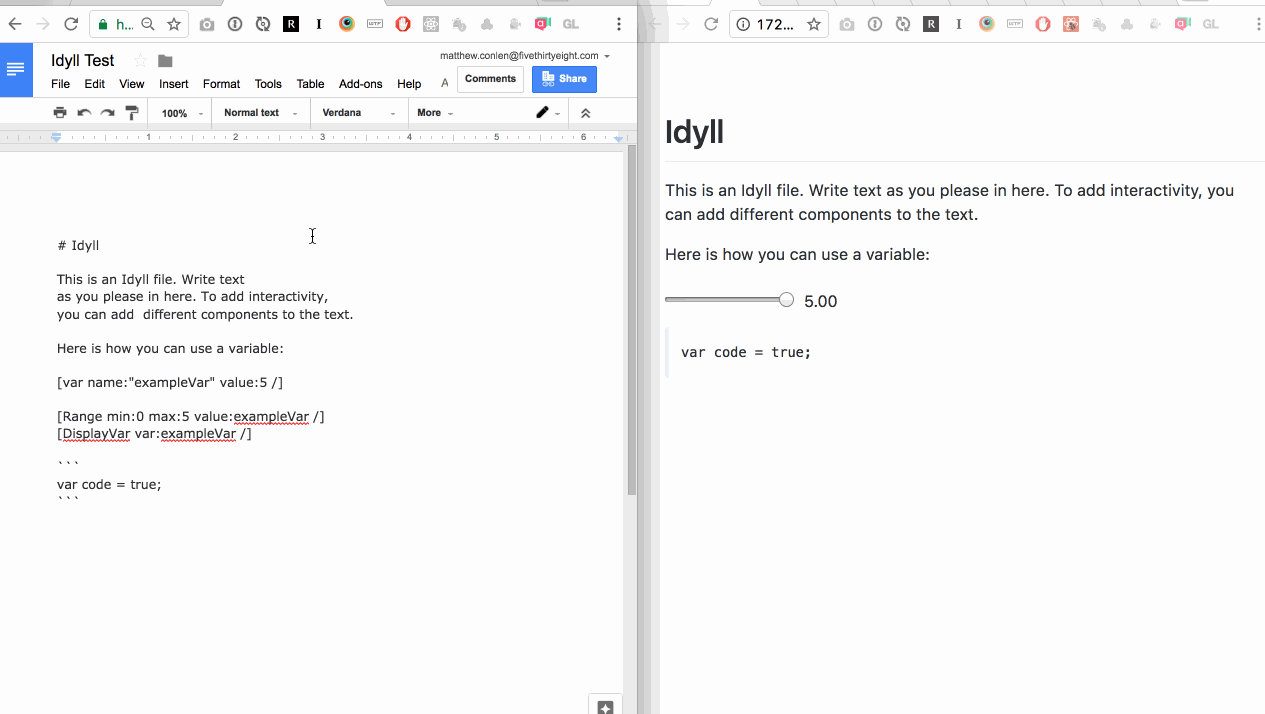 h...
R
I
WTF
GL
Idyll Test
matthew.conlen@fivethirtyeight.com
File Edit View Insert Format Tools Table Add-ons Help A
Comments
Share
100% Normal text Verdana More
1 2 3 4 5 6
# Idyll
This is an Idyll file. Write text
as you please in here. To add interactivity,
you can add  different components to the text.
Here is how you can use a variable:
[var name:"exampleVar" value:5 /]
[Range min:0 max:5 value:exampleVar /]
[DisplayVar var:exampleVar /]
```
var code = true;
```
172...
R
I
WTF
GL
Idyll
This is an Idyll file. Write text as you please in here. To add interactivity, you
can add different components to the text.
Here is how you can use a variable:
5.00
var code = true;